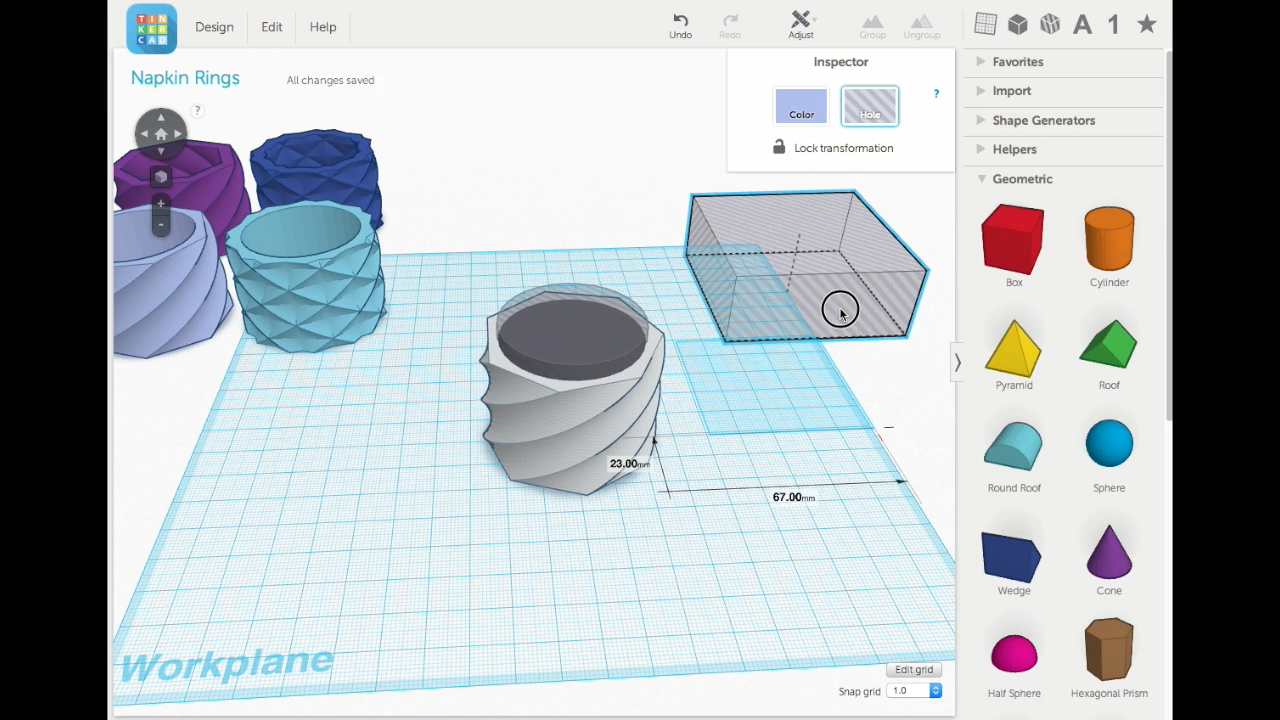 TIN
KER
CAD
Design
Edit
Help
Undo
Redo
Adjust
Group
Ungroup
A
1
Napkin Rings
All changes saved
?
+
-
Inspector
Color
Hole
?
Lock transformation
Favorites
Import
Shape Generators
Helpers
Geometric
Box
Cylinder
Pyramid
Roof
Round Roof
Sphere
Wedge
Cone
Half Sphere
Hexagonal Prism
23.00mm
67.00mm
Workplane
Edit grid
Snap grid
1.0